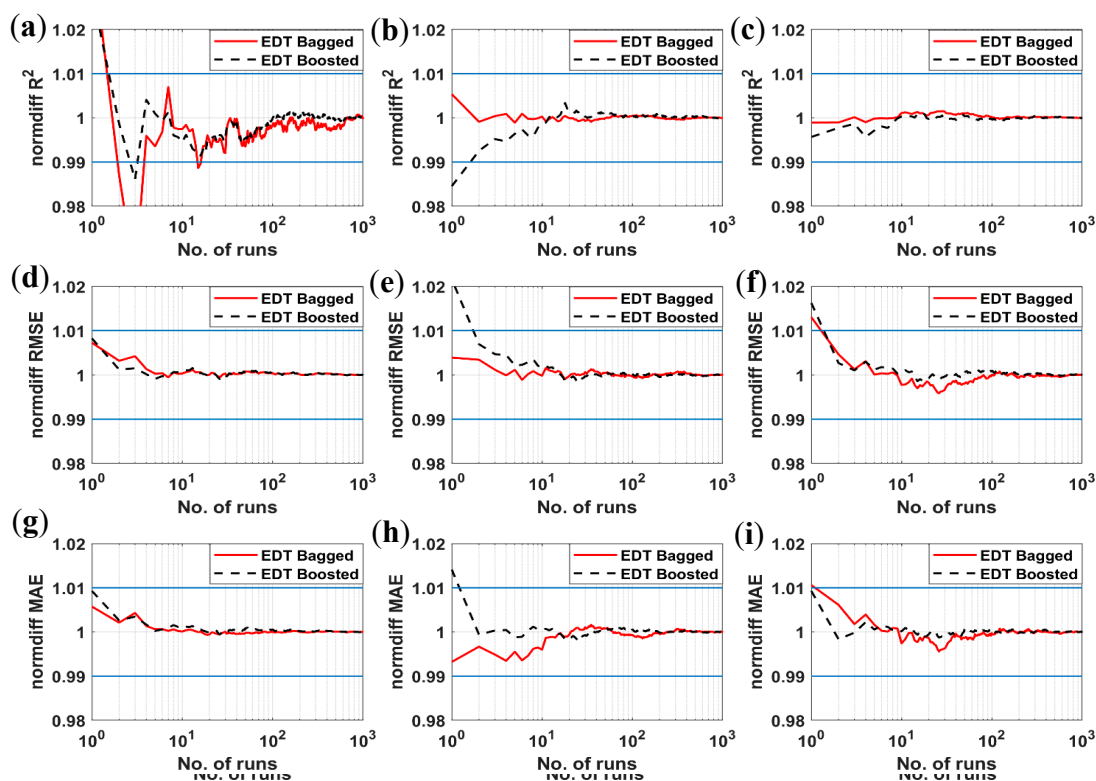 (a)
1.02
1.01
1
0.99
0.98
normdiff R²
EDT Bagged
EDT Boosted
10⁰ 10¹ 10² 10³
No. of runs
(b)
1.02
1.01
1
0.99
0.98
normdiff R²
EDT Bagged
EDT Boosted
10⁰ 10¹ 10² 10³
No. of runs
(c)
1.02
1.01
1
0.99
0.98
normdiff R²
EDT Bagged
EDT Boosted
10⁰ 10¹ 10² 10³
No. of runs
(d)
1.02
1.01
1
0.99
0.98
normdiff RMSE
EDT Bagged
EDT Boosted
10⁰ 10¹ 10² 10³
No. of runs
(e)
1.02
1.01
1
0.99
0.98
normdiff RMSE
EDT Bagged
EDT Boosted
10⁰ 10¹ 10² 10³
No. of runs
(f)
1.02
1.01
1
0.99
0.98
normdiff RMSE
EDT Bagged
EDT Boosted
10⁰ 10¹ 10² 10³
No. of runs
(g)
1.02
1.01
1
0.99
0.98
normdiff MAE
EDT Bagged
EDT Boosted
10⁰ 10¹ 10² 10³
No. of runs
No. of runs
(h)
1.02
1.01
1
0.99
0.98
normdiff MAE
EDT Bagged
EDT Boosted
10⁰ 10¹ 10² 10³
No. of runs
No. of runs
(i)
1.02
1.01
1
0.99
0.98
normdiff MAE
EDT Bagged
EDT Boosted
10⁰ 10¹ 10² 10³
No. of runs
No. of runs